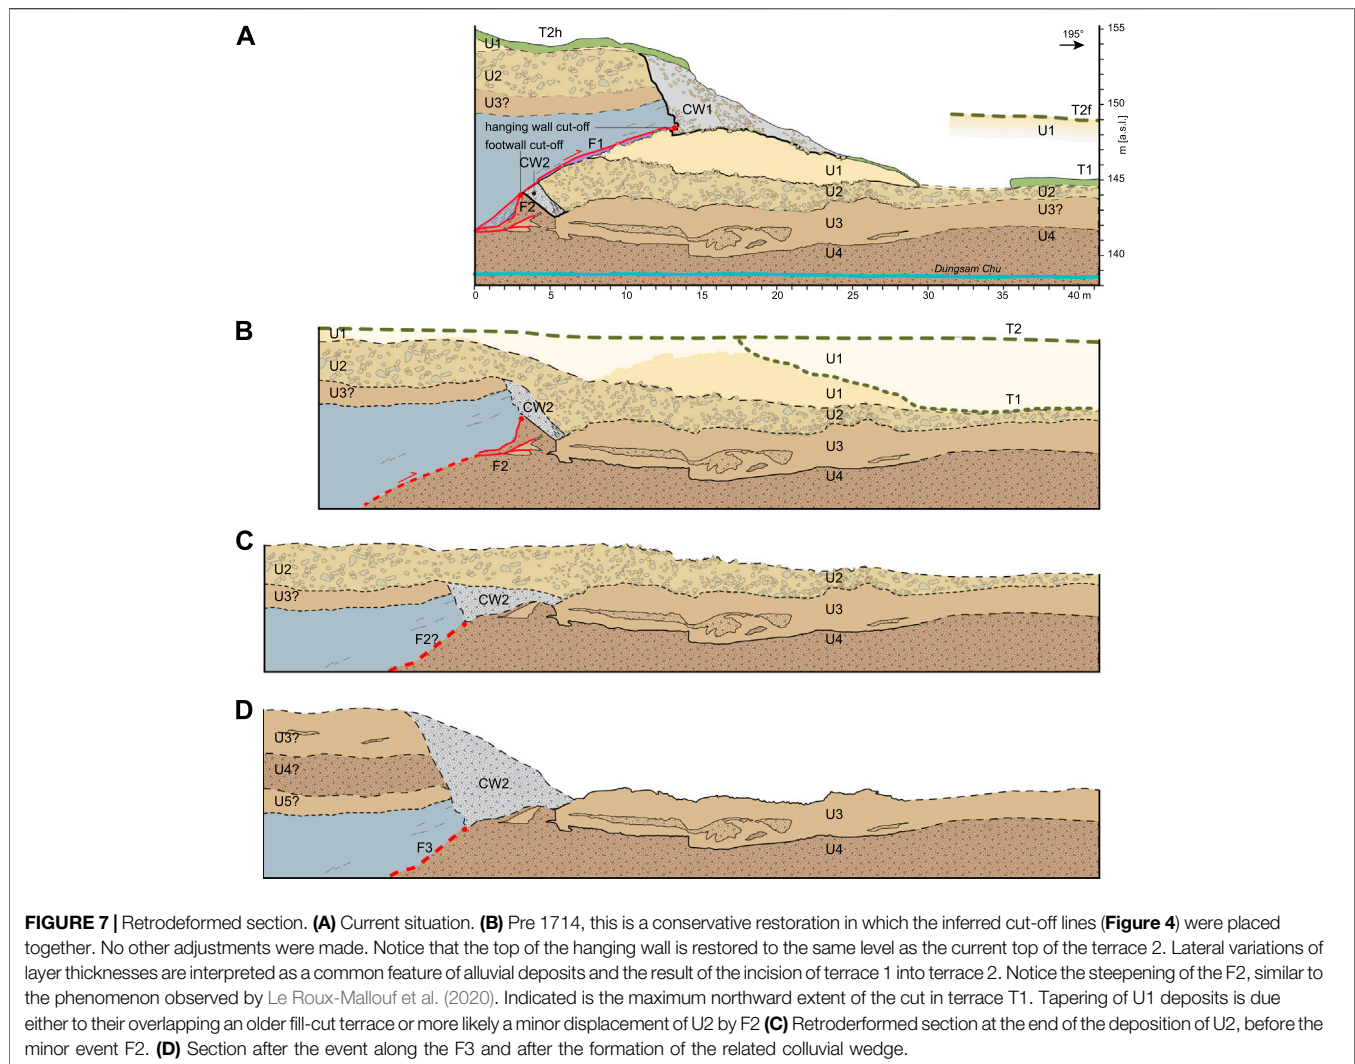 A
T2h
U1
U2
U3?
hanging wall cut-off
footwall cut-off
F1
CW2
F2
CW1
195°
155
T2f
150
U1
m [a.s.l.]
T1
145
U1
U2
U2
U3?
U3
U4
U4
140
Dungsam Chu
0 5 10 15 20 25 30 35 40 m
B
U1
T2
U2
U1
U3?
U1
T1
CW2
U2
U3
F2
U4
C
U2
U2
U3?
CW2
U3
F2?
U4
D
U3?
U4?
CW2
U5?
U3
F3
U4
FIGURE 7 | Retrodeformed section. (A) Current situation. (B) Pre 1714, this is a conservative restoration in which the inferred cut-off lines (Figure 4) were placed
together. No other adjustments were made. Notice that the top of the hanging wall is restored to the same level as the current top of the terrace 2. Lateral variations of
layer thicknesses are interpreted as a common feature of alluvial deposits and the result of the incision of terrace 1 into terrace 2. Notice the steepening of the F2, similar to
the phenomenon observed by Le Roux-Mallouf et al. (2020). Indicated is the maximum northward extent of the cut in terrace T1. Tapering of U1 deposits is due
either to their overlapping an older fill-cut terrace or more likely a minor displacement of U2 by F2 (C) Retroderformed section at the end of the deposition of U2, before the
minor event F2. (D) Section after the event along the F3 and after the formation of the related colluvial wedge.